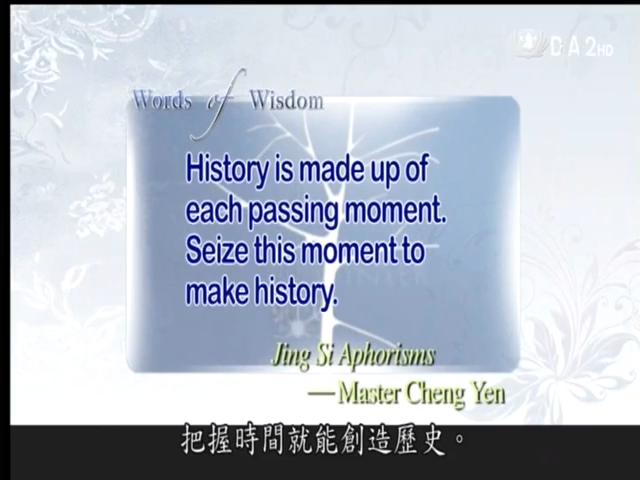 DaAi 2HD
Words of Wisdom
History is made up of
each passing moment.
Seize this moment to
make history.
Jing Si Aphorisms
—Master Cheng Yen
把握時間就能創造歷史。